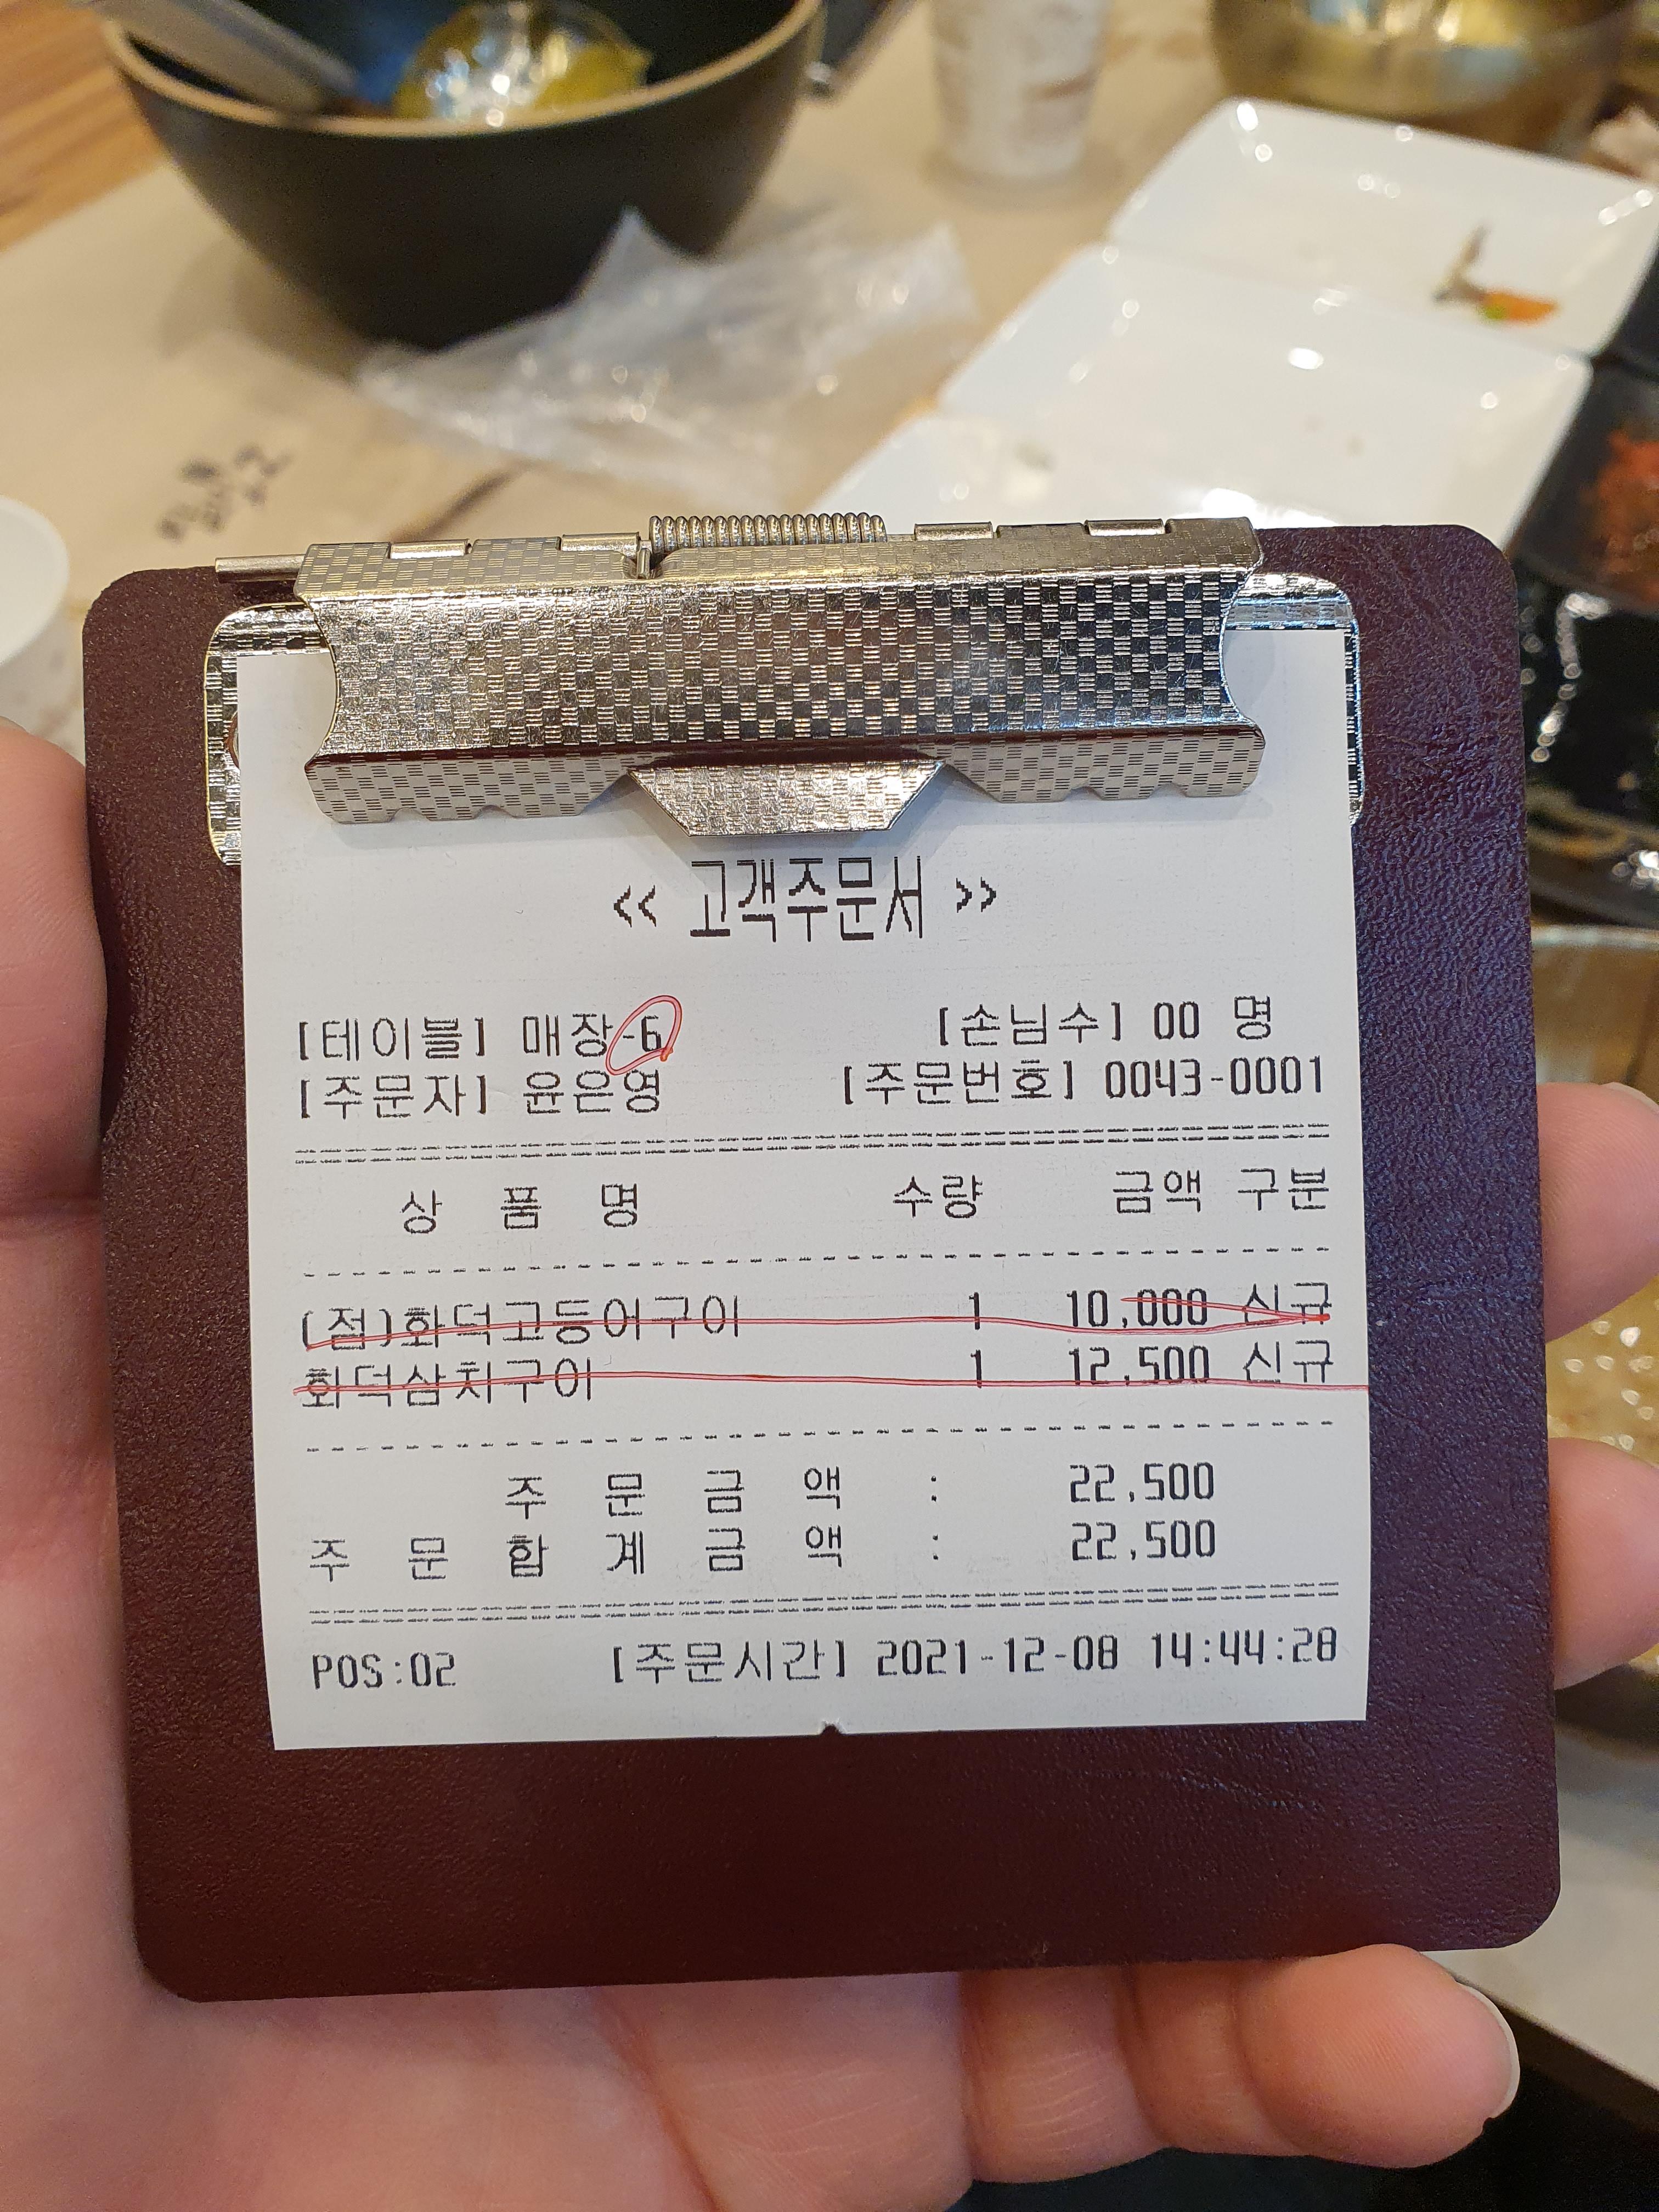 << 고객주문서 >>
[테이블] 매장-6 [손님수] 00 명
[주문자] 윤은영 [주문번호] 0043-0001
상 품 명 수량 금액 구분
(점)화덕고등어구이 1 10,000 신규
화덕삼치구이 1 12,500 신규
주 문 금 액 : 22,500
주 문 합 계 금 액 : 22,500
POS:02 [주문시간] 2021-12-08 14:44:28